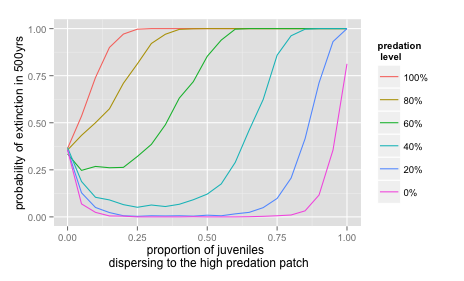 1.00
0.75
0.50
0.25
0.00
probability of extinction in 500yrs
0.00 0.25 0.50 0.75 1.00
proportion of juveniles
dispersing to the high predation patch
predation
level
100%
80%
60%
40%
20%
0%